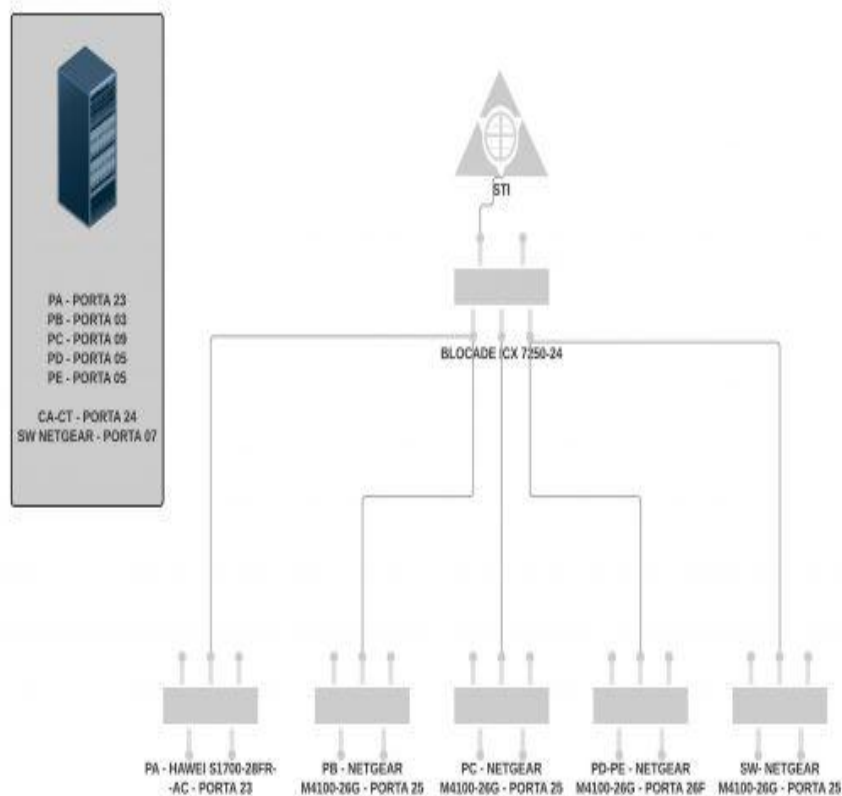 PA - PORTA 23
PB - PORTA 03
PC - PORTA 09
PD - PORTA 05
PE - PORTA 05
CA-CT - PORTA 24
SW NETGEAR - PORTA 07
STI
BLOCADE ICX 7250-24
PA - HAWEI S1700-28FR-
-AC - PORTA 23
PB - NETGEAR
M4100-26G - PORTA 25
PC - NETGEAR
M4100-26G - PORTA 25
PD-PE - NETGEAR
M4100-26G - PORTA 26F
SW- NETGEAR
M4100-26G - PORTA 25